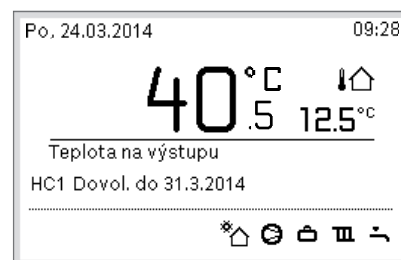 Po, 24.03.2014 09:28
40.5 °C
12.5°C
Teplota na výstupu
HC1 Dovol. do 31.3.2014